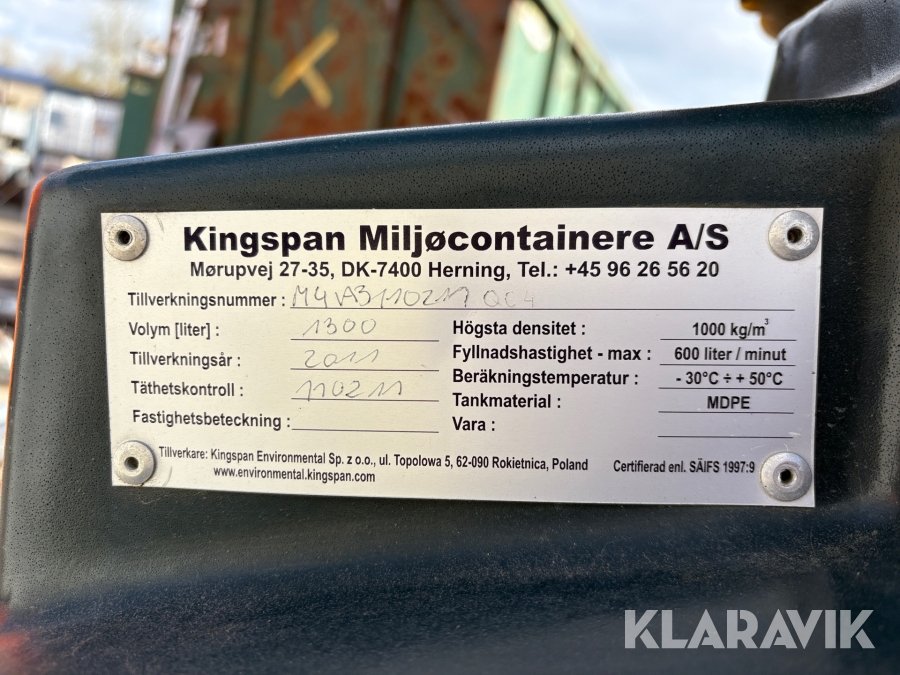 Kingspan Miljøcontainere A/S
Mørupvej 27-35, DK-7400 Herning, Tel.: +45 96 26 56 20
Tillverkningsnummer :
Volym [liter] : 1300
Tillverkningsår : 2011
Täthetskontroll : 110211
Fastighetsbeteckning :
Högsta densitet : 1000 kg/m³
Fyllnadshastighet - max : 600 liter / minut
Beräkningstemperatur : - 30°C ÷ + 50°C
Tankmaterial : MDPE
Vara :
Tillverkare: Kingspan Environmental Sp. z o.o., ul. Topolowa 5, 62-090 Rokietnica, Poland
www.environmental.kingspan.com
Certifierad enl. SÄIFS 1997:9
KLARAVIK